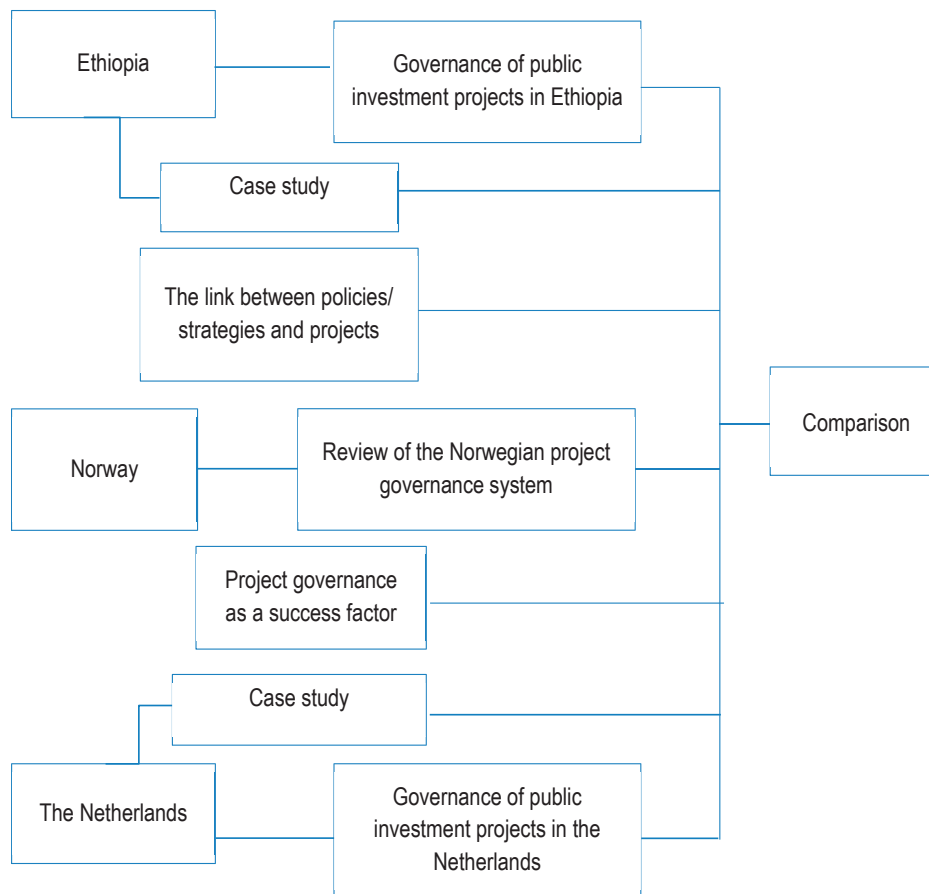 Ethiopia
Governance of public
investment projects in Ethiopia
Case study
The link between policies/
strategies and projects
Comparison
Norway
Review of the Norwegian project
governance system
Project governance
as a success factor
Case study
The Netherlands
Governance of public
investment projects in the
Netherlands